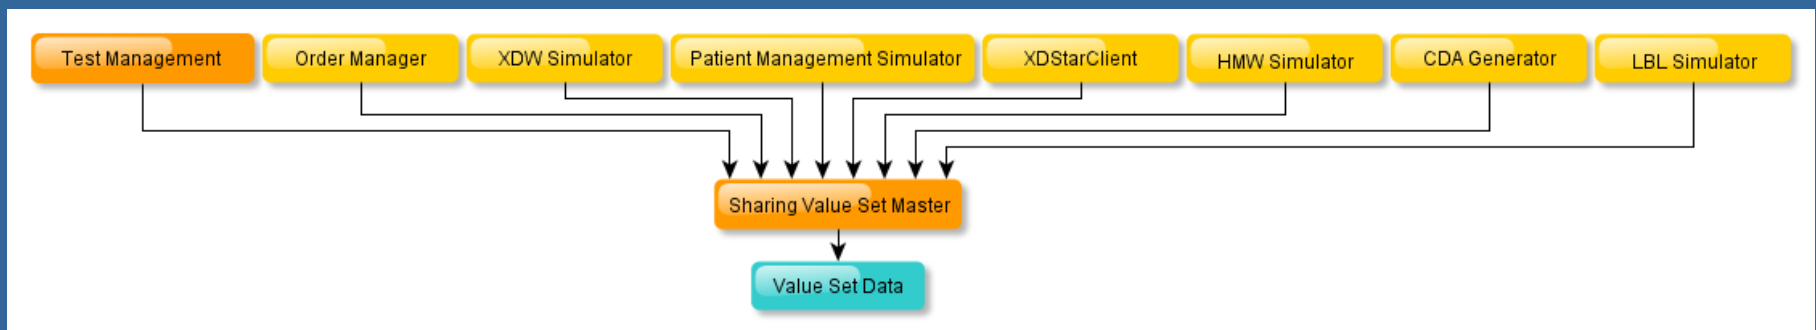 Test Management
Order Manager
XDW Simulator
Patient Management Simulator
XDStarClient
HMW Simulator
CDA Generator
LBL Simulator
Sharing Value Set Master
Value Set Data